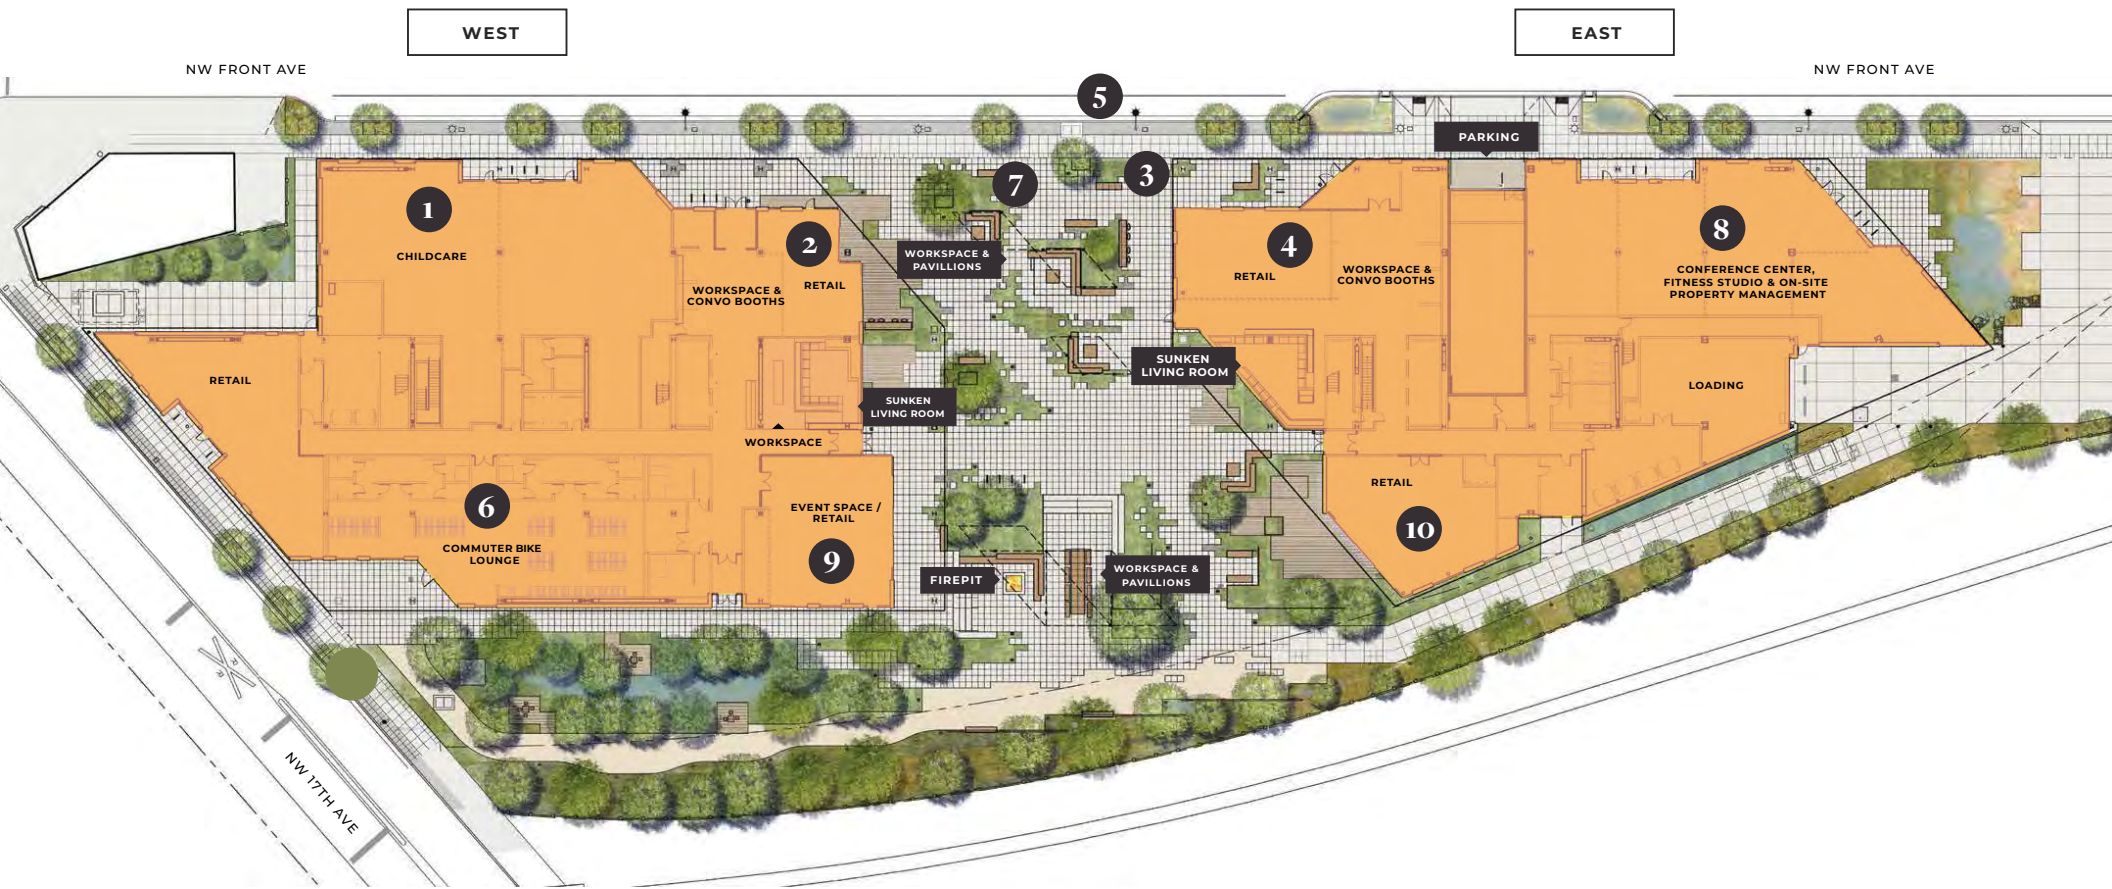 WEST
EAST
NW FRONT AVE
NW FRONT AVE
5
PARKING
1
CHILDCARE
2
RETAIL
WORKSPACE &
CONVO BOOTHS
7
3
WORKSPACE &
PAVILLIONS
4
RETAIL
WORKSPACE &
CONVO BOOTHS
8
CONFERENCE CENTER,
FITNESS STUDIO & ON-SITE
PROPERTY MANAGEMENT
RETAIL
SUNKEN
LIVING ROOM
SUNKEN
LIVING ROOM
LOADING
WORKSPACE
6
COMMUTER BIKE
LOUNGE
EVENT SPACE /
RETAIL
9
FIREPIT
WORKSPACE &
PAVILLIONS
RETAIL
10
R
R
NW 17TH AVE